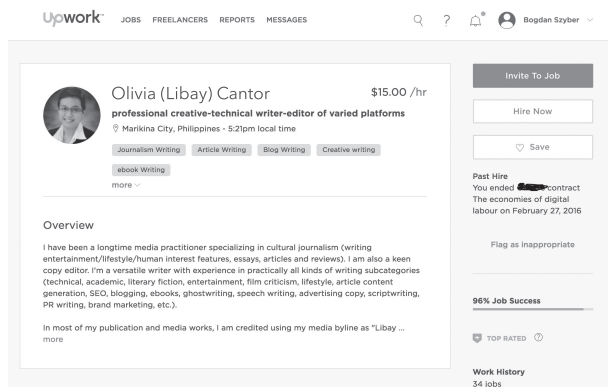 Upwork™ JOBS FREELANCERS REPORTS MESSAGES ? Bogdan Szyber
Olivia (Libay) Cantor $15.00 /hr
professional creative-technical writer-editor of varied platforms
Marikina City, Philippines - 5:21pm local time
Journalism Writing Article Writing Blog Writing Creative writing
ebook Writing
more
Overview
I have been a longtime media practitioner specializing in cultural journalism (writing
entertainment/lifestyle/human interest features, essays, articles and reviews). I am also a keen
copy editor. I'm a versatile writer with experience in practically all kinds of writing subcategories
(technical, academic, literary fiction, entertainment, film criticism, lifestyle, article content
generation, SEO, blogging, ebooks, ghostwriting, speech writing, advertising copy, scriptwriting,
PR writing, brand marketing, etc.).
In most of my publication and media works, I am credited using my media byline as "Libay ...
more
Invite To Job
Hire Now
Save
Past Hire
You ended contract
The economies of digital
labour on February 27, 2016
Flag as inappropriate
96% Job Success
TOP RATED ?
Work History
34 jobs